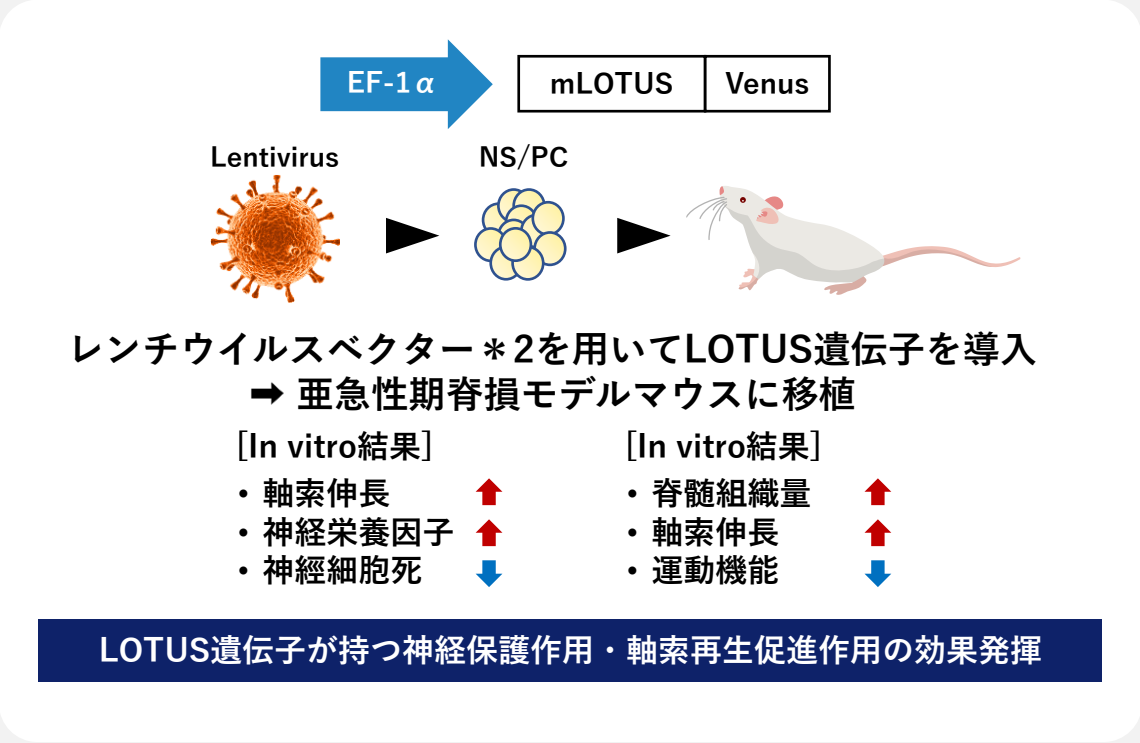 EF-1α
mLOTUS Venus
Lentivirus
NS/PC
レンチウイルスベクター＊2を用いてLOTUS遺伝子を導入
➡ 亜急性期脊損モデルマウスに移植
[In vitro結果]
・ 軸索伸長
・ 神経栄養因子
・ 神經細胞死
[In vitro結果]
・ 脊髄組織量
・ 軸索伸長
・ 運動機能
LOTUS遺伝子が持つ神経保護作用・軸索再生促進作用の効果発揮